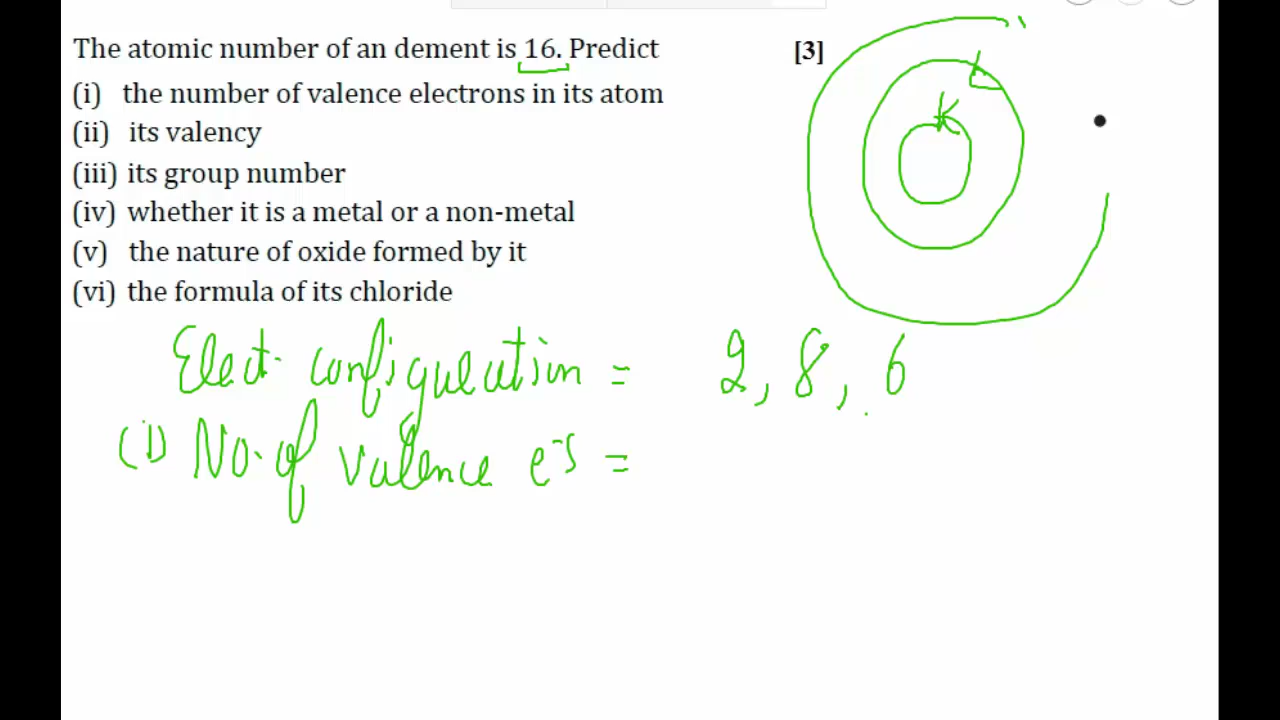 The atomic number of an dement is 16. Predict [3]
(i) the number of valence electrons in its atom
(ii) its valency
(iii) its group number
(iv) whether it is a metal or a non-metal
(v) the nature of oxide formed by it
(vi) the formula of its chloride
L
K
Elect. configuration = 2, 8, 6
(i) No. of valence e-s =